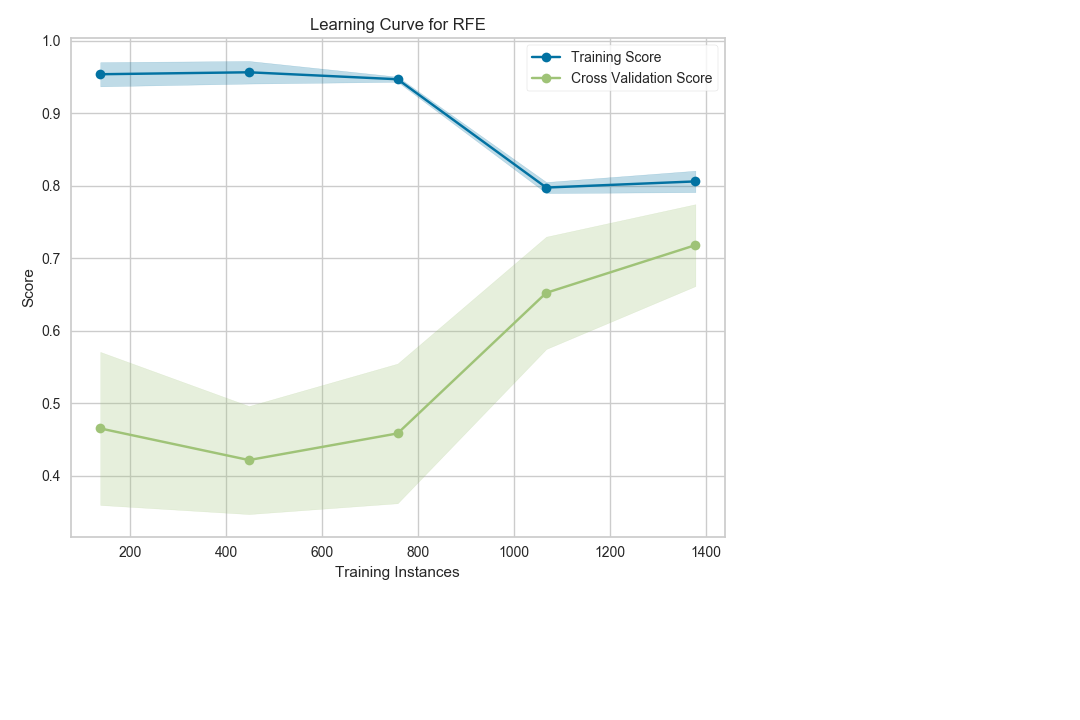 Learning Curve for RFE
Training Score
Cross Validation Score
1.0
0.9
0.8
0.7
0.6
0.5
0.4
Score
200 400 600 800 1000 1200 1400
Training Instances